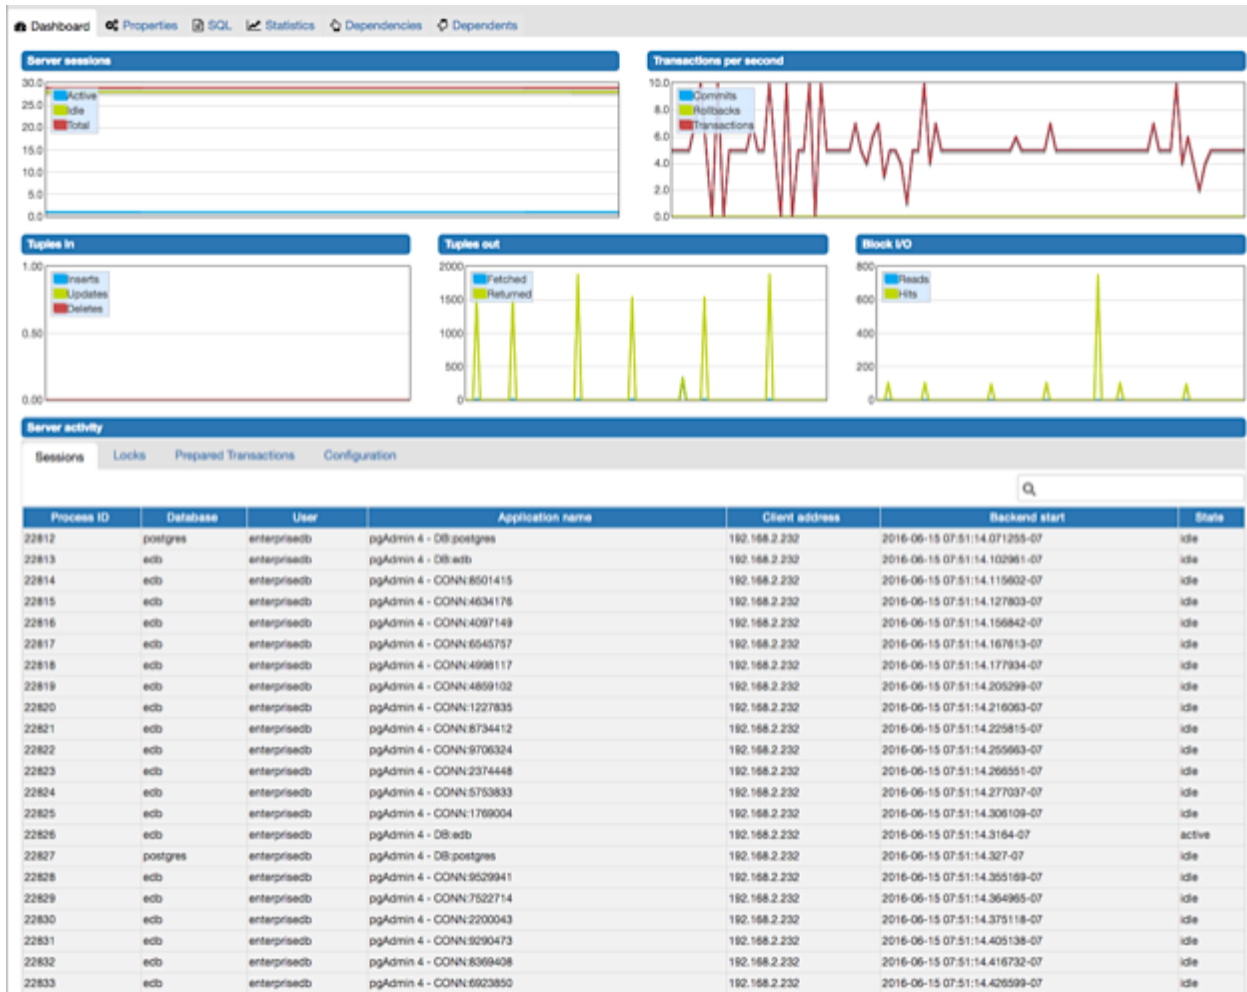 Dashboard Properties SQL Statistics Dependencies Dependents
Server sessions
30.0
25.0
20.0
15.0
10.0
5.0
0.0
Active
Idle
Total
Transactions per second
10.0
8.0
6.0
4.0
2.0
0.0
Commits
Rollbacks
Transactions
Tuples in
1.00
0.50
0.00
Inserts
Updates
Deletes
Tuples out
2000
1500
1000
500
0
Fetched
Returned
Block I/O
800
600
400
200
0
Reads
Hits
Server activity
Sessions Locks Prepared Transactions Configuration
Process ID Database User Application name Client address Backend start State
22812 postgres enterprisedb pgAdmin 4 - DB:postgres 192.168.2.232 2016-06-15 07:51:14.071255-07 idle
22813 edb enterprisedb pgAdmin 4 - DB:edb 192.168.2.232 2016-06-15 07:51:14.102961-07 idle
22814 edb enterprisedb pgAdmin 4 - CONN:8501415 192.168.2.232 2016-06-15 07:51:14.115602-07 idle
22815 edb enterprisedb pgAdmin 4 - CONN:4634176 192.168.2.232 2016-06-15 07:51:14.127803-07 idle
22816 edb enterprisedb pgAdmin 4 - CONN:4097149 192.168.2.232 2016-06-15 07:51:14.156842-07 idle
22817 edb enterprisedb pgAdmin 4 - CONN:6545757 192.168.2.232 2016-06-15 07:51:14.167613-07 idle
22818 edb enterprisedb pgAdmin 4 - CONN:4998117 192.168.2.232 2016-06-15 07:51:14.177934-07 idle
22819 edb enterprisedb pgAdmin 4 - CONN:4859102 192.168.2.232 2016-06-15 07:51:14.205299-07 idle
22820 edb enterprisedb pgAdmin 4 - CONN:1227835 192.168.2.232 2016-06-15 07:51:14.216063-07 idle
22821 edb enterprisedb pgAdmin 4 - CONN:8734412 192.168.2.232 2016-06-15 07:51:14.225815-07 idle
22822 edb enterprisedb pgAdmin 4 - CONN:9706324 192.168.2.232 2016-06-15 07:51:14.255663-07 idle
22823 edb enterprisedb pgAdmin 4 - CONN:2374448 192.168.2.232 2016-06-15 07:51:14.266551-07 idle
22824 edb enterprisedb pgAdmin 4 - CONN:5753833 192.168.2.232 2016-06-15 07:51:14.277037-07 idle
22825 edb enterprisedb pgAdmin 4 - CONN:1769004 192.168.2.232 2016-06-15 07:51:14.306109-07 idle
22826 edb enterprisedb pgAdmin 4 - DB:edb 192.168.2.232 2016-06-15 07:51:14.3164-07 active
22827 postgres enterprisedb pgAdmin 4 - DB:postgres 192.168.2.232 2016-06-15 07:51:14.327-07 idle
22828 edb enterprisedb pgAdmin 4 - CONN:9529941 192.168.2.232 2016-06-15 07:51:14.355169-07 idle
22829 edb enterprisedb pgAdmin 4 - CONN:7522714 192.168.2.232 2016-06-15 07:51:14.364965-07 idle
22830 edb enterprisedb pgAdmin 4 - CONN:2200043 192.168.2.232 2016-06-15 07:51:14.375118-07 idle
22831 edb enterprisedb pgAdmin 4 - CONN:9290473 192.168.2.232 2016-06-15 07:51:14.405138-07 idle
22832 edb enterprisedb pgAdmin 4 - CONN:8369408 192.168.2.232 2016-06-15 07:51:14.416732-07 idle
22833 edb enterprisedb pgAdmin 4 - CONN:6923850 192.168.2.232 2016-06-15 07:51:14.426599-07 idle